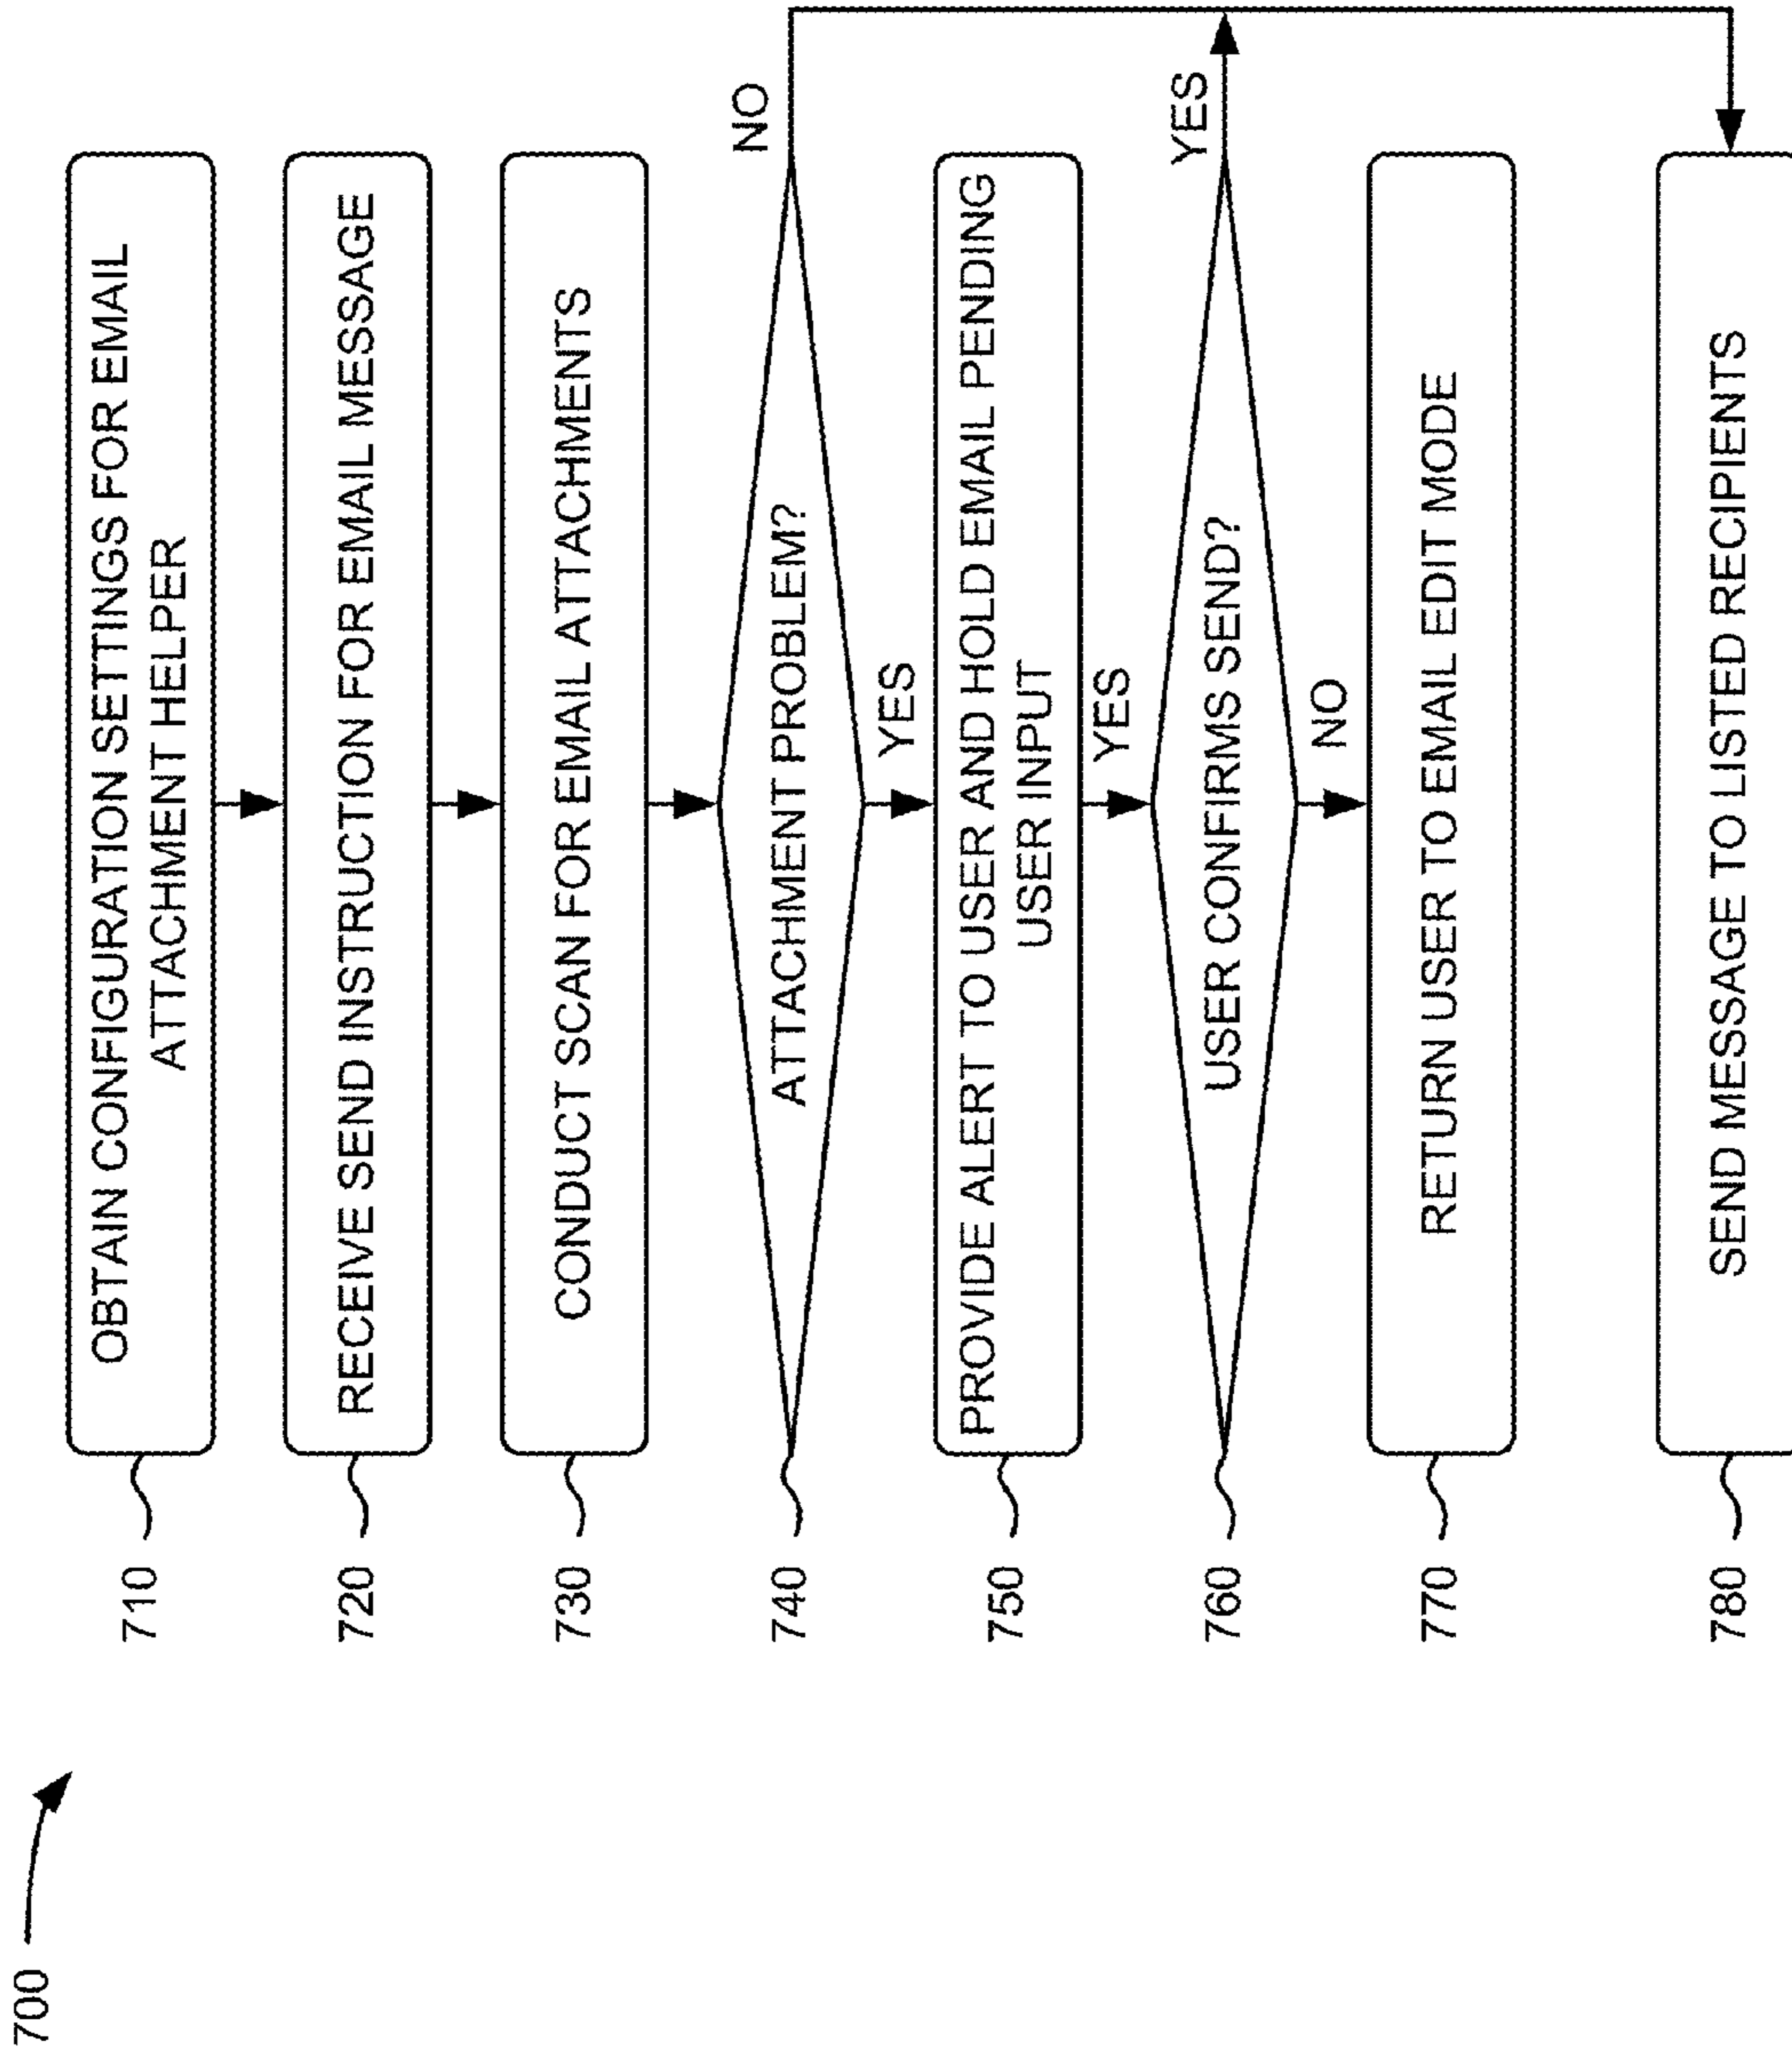 700
710
OBTAIN CONFIGURATION SETTINGS FOR EMAIL
ATTACHMENT HELPER
720
RECEIVE SEND INSTRUCTION FOR EMAIL MESSAGE
730
CONDUCT SCAN FOR EMAIL ATTACHMENTS
740
ATTACHMENT PROBLEM?
NO
YES
750
PROVIDE ALERT TO USER AND HOLD EMAIL PENDING
USER INPUT
YES
760
USER CONFIRMS SEND?
YES
NO
770
RETURN USER TO EMAIL EDIT MODE
780
SEND MESSAGE TO LISTED RECIPIENTS